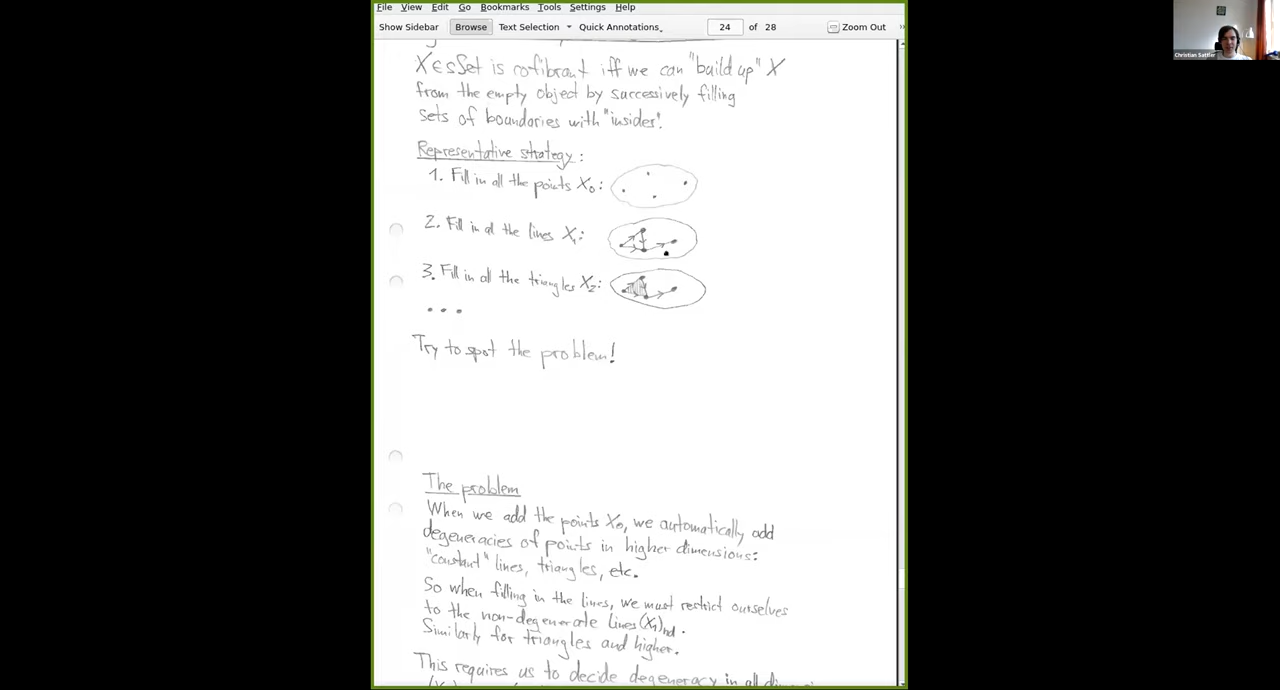 File View Edit Go Bookmarks Tools Settings Help
Show Sidebar Browse Text Selection Quick Annotations 24 of 28 Zoom Out
Christian Sattler
X∈sSet is cofibrant iff we can "build up" X
from the empty object by successively filling
sets of boundaries with "insides".
Representative strategy:
1. Fill in all the points X₀:
2. Fill in all the lines X₁:
3. Fill in all the triangles X₂:
...
Try to spot the problem!
The problem
When we add the points X₀, we automatically add
degeneracies of points in higher dimensions:
"constant" lines, triangles, etc.
So when filling in the lines, we must restrict ourselves
to the non-degenerate lines (X₁)nd.
Similarly for triangles and higher.
This requires us to decide degeneracy in all